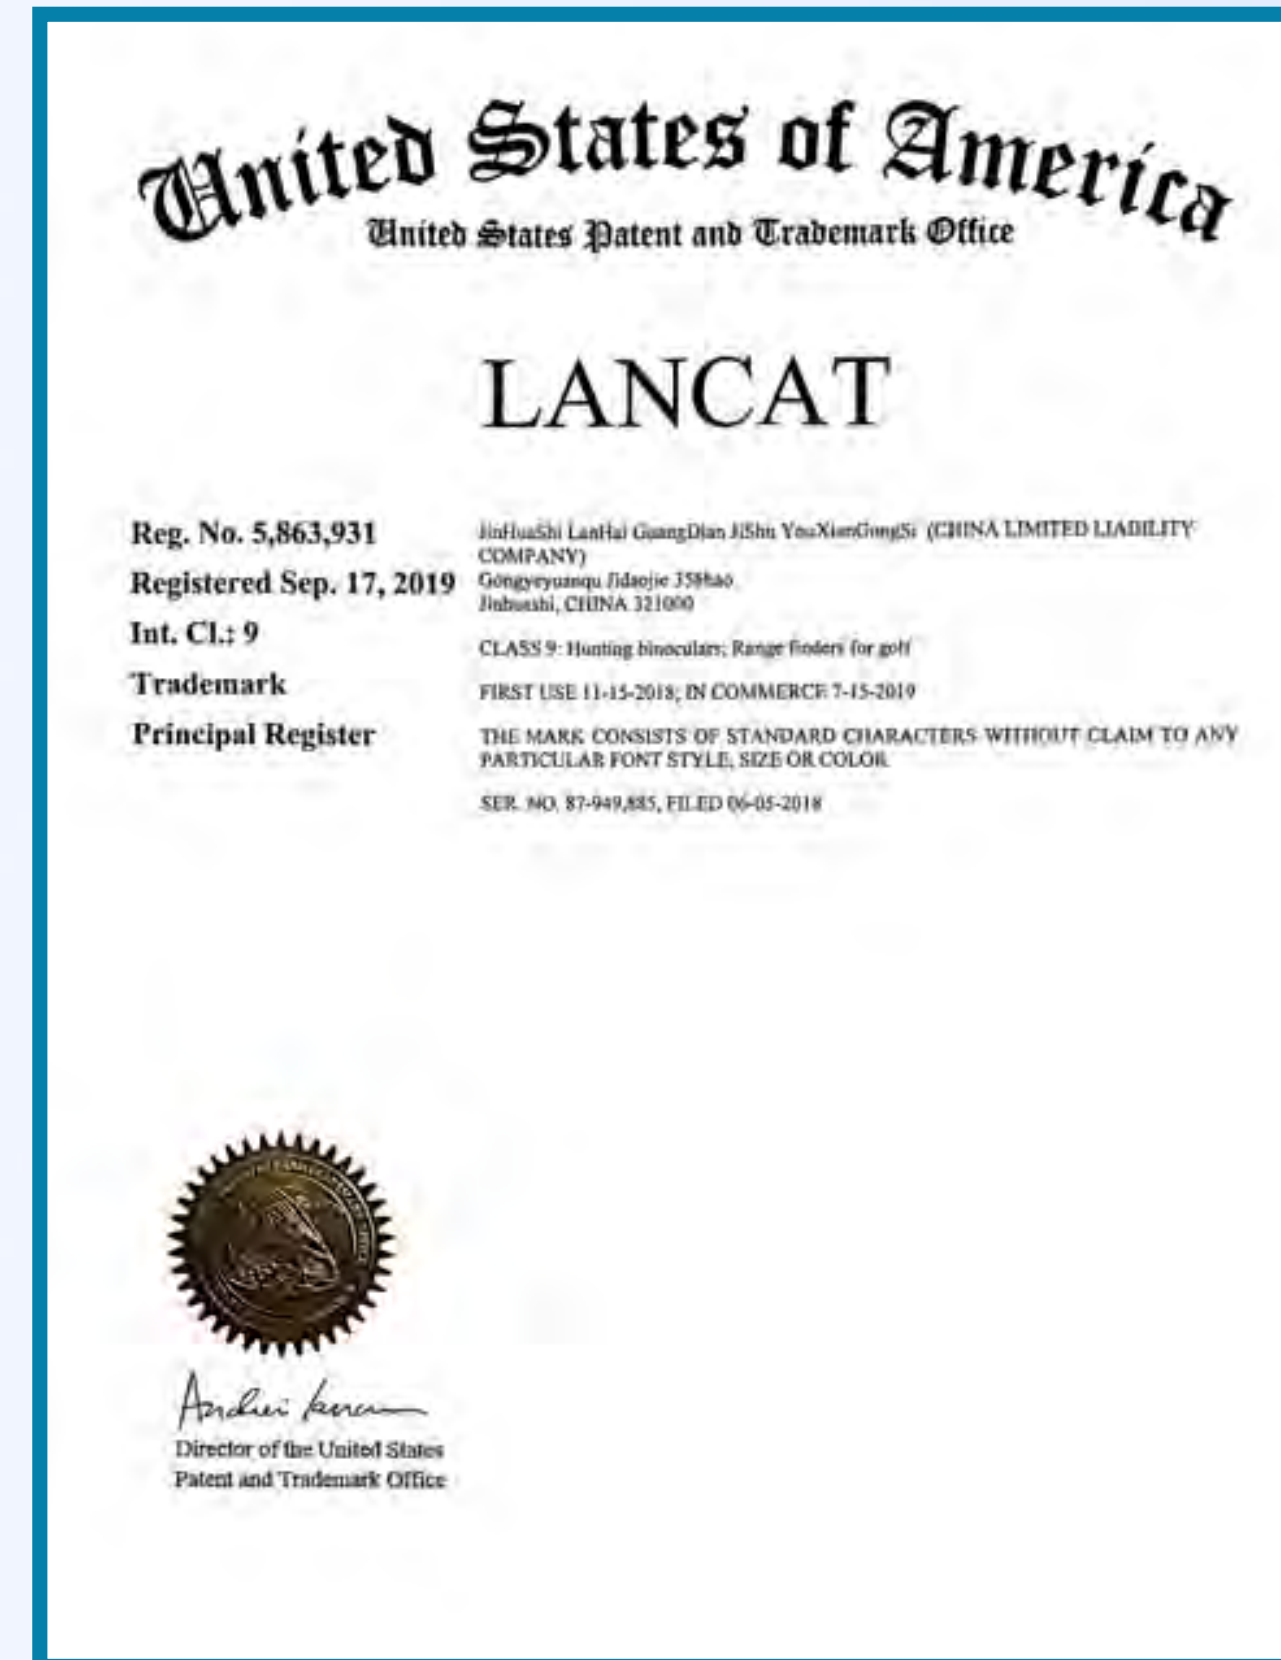 United States of America
United States Patent and Trademark Office
LANCAT
Reg. No. 5,863,931
Registered Sep. 17, 2019
Int. Cl.: 9
Trademark
Principal Register
JinHuaShi LanHai GuangDian JiShu YouXianGongSi (CHINA LIMITED LIABILITY
COMPANY)
Gongyeyuanqu Jidaojie 358hao
Jinhuashi, CHINA 321000
CLASS 9: Hunting binoculars; Range finders for golf
FIRST USE 11-15-2018; IN COMMERCE 7-15-2019
THE MARK CONSISTS OF STANDARD CHARACTERS WITHOUT CLAIM TO ANY
PARTICULAR FONT STYLE, SIZE OR COLOR
SER. NO. 87-949,885, FILED 06-05-2018
Director of the United States
Patent and Trademark Office